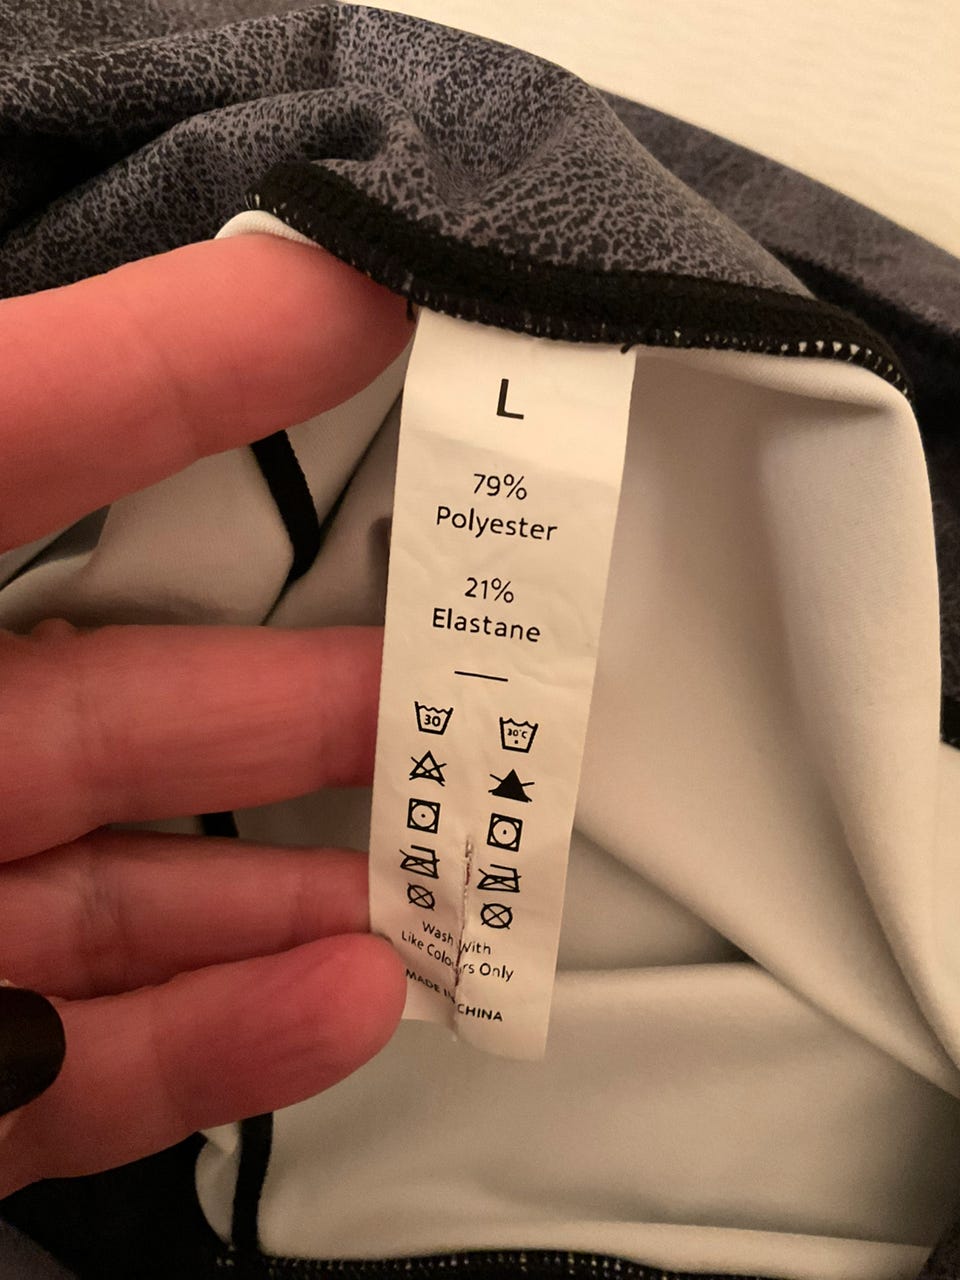 L
79%
Polyester
21%
Elastane
30 30°C
Wash With
Like Colours Only
MADE IN CHINA